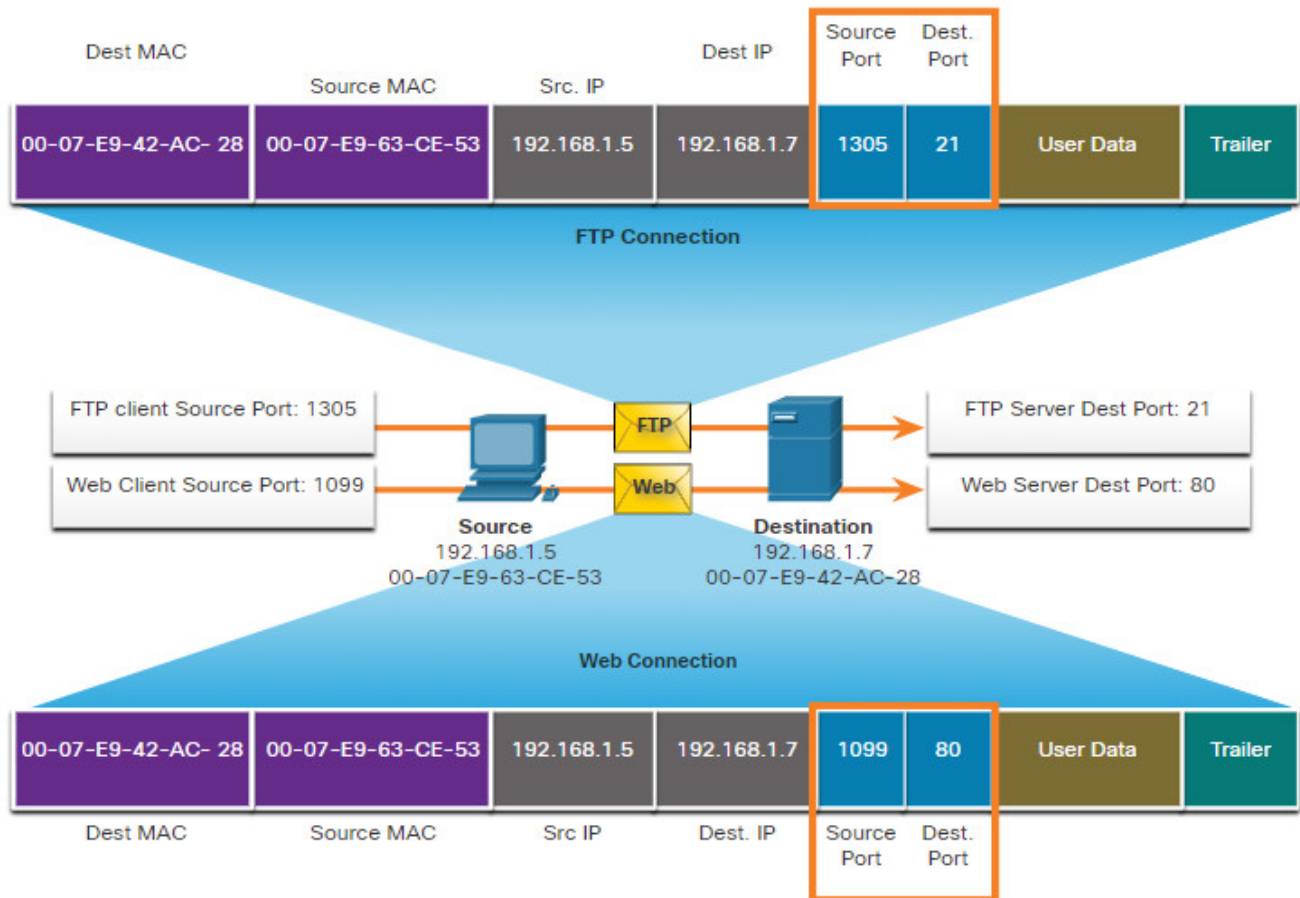 Dest MAC
Source MAC
Src. IP
Dest IP
Source
Port
Dest.
Port
00-07-E9-42-AC- 28
00-07-E9-63-CE-53
192.168.1.5
192.168.1.7
1305
21
User Data
Trailer
FTP Connection
FTP client Source Port: 1305
FTP
FTP Server Dest Port: 21
Web Client Source Port: 1099
Web
Web Server Dest Port: 80
Source
192.168.1.5
00-07-E9-63-CE-53
Destination
192.168.1.7
00-07-E9-42-AC-28
Web Connection
00-07-E9-42-AC- 28
00-07-E9-63-CE-53
192.168.1.5
192.168.1.7
1099
80
User Data
Trailer
Dest MAC
Source MAC
Src IP
Dest. IP
Source
Port
Dest.
Port